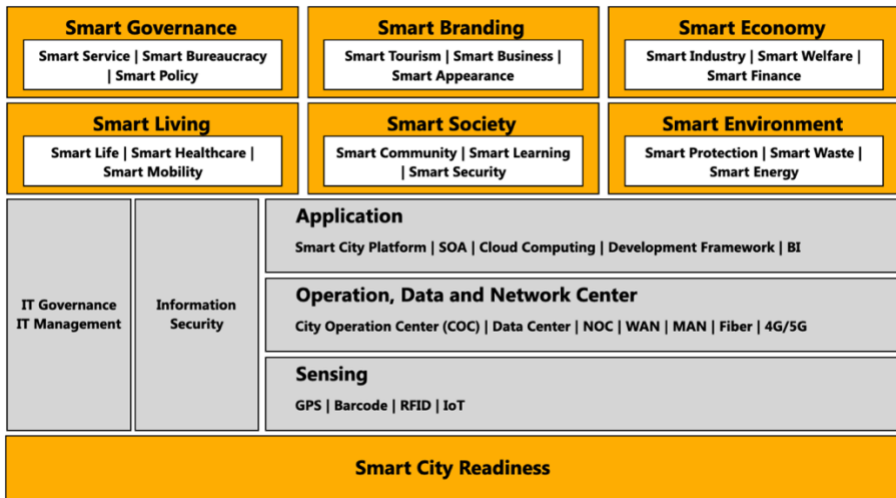 Smart Governance
Smart Service | Smart Bureaucracy
| Smart Policy
Smart Branding
Smart Tourism | Smart Business |
Smart Appearance
Smart Economy
Smart Industry | Smart Welfare |
Smart Finance
Smart Living
Smart Life | Smart Healthcare |
Smart Mobility
Smart Society
Smart Community | Smart Learning
| Smart Security
Smart Environment
Smart Protection | Smart Waste |
Smart Energy
IT Governance
IT Management
Information
Security
Application
Smart City Platform | SOA | Cloud Computing | Development Framework | BI
Operation, Data and Network Center
City Operation Center (COC) | Data Center | NOC | WAN | MAN | Fiber | 4G/5G
Sensing
GPS | Barcode | RFID | IoT
Smart City Readiness